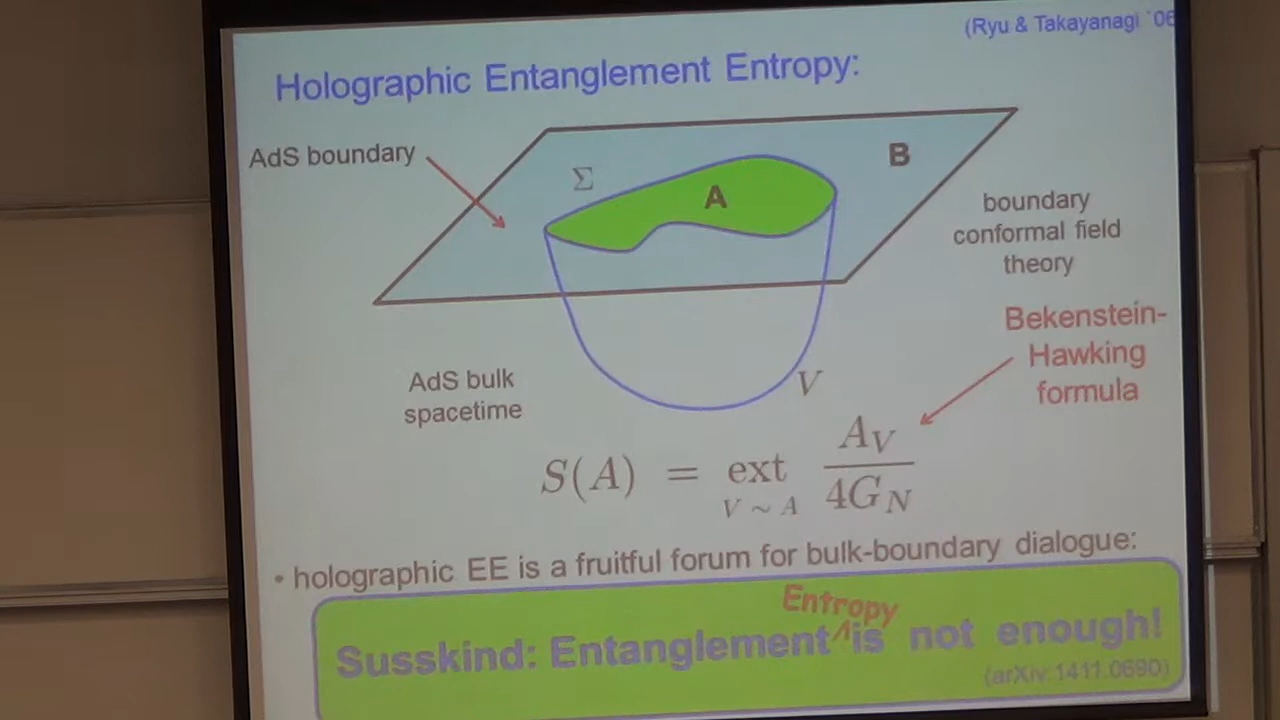 (Ryu & Takayanagi `06
Holographic Entanglement Entropy:
AdS boundary
Σ
A
B
boundary
conformal field
theory
Bekenstein-
Hawking
formula
AdS bulk
spacetime
V
S(A) = ext A_V
V ~ A 4G_N
• holographic EE is a fruitful forum for bulk-boundary dialogue:
Entropy
Susskind: Entanglement ^ is not enough!
(arXiv:1411.0690)